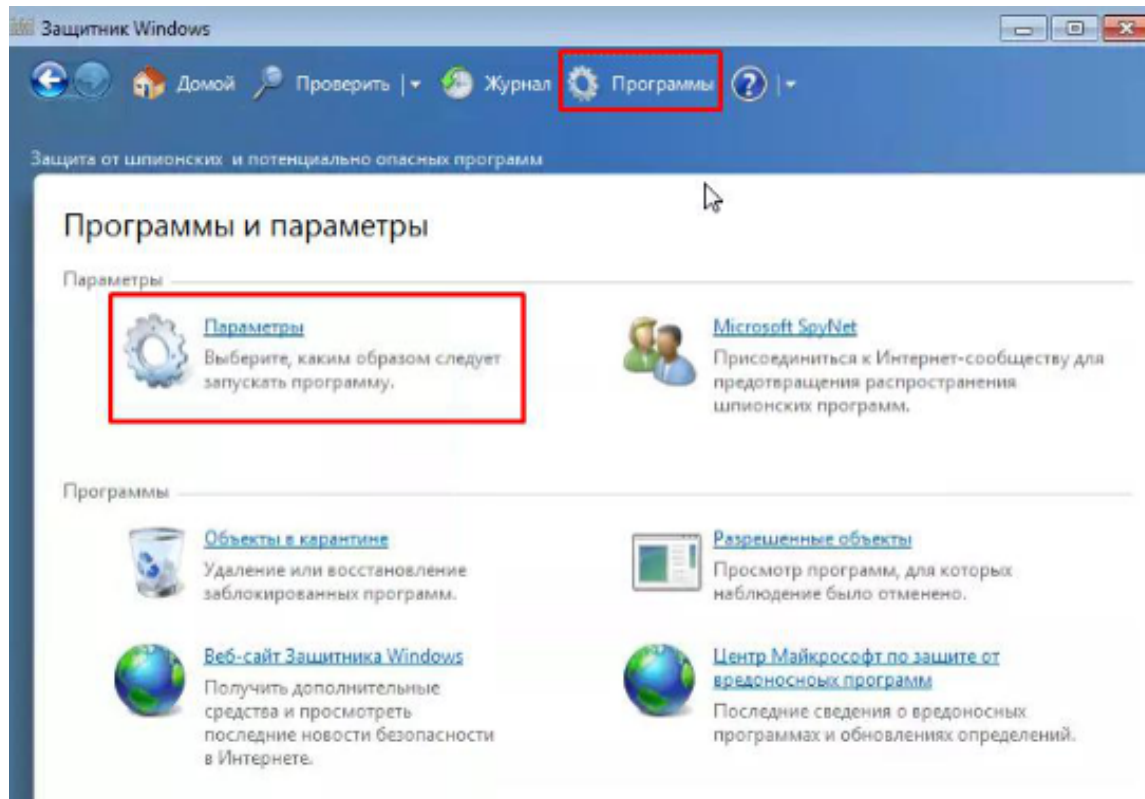 Защитник Windows
Домой Проверить Журнал Программы
Защита от шпионских и потенциально опасных программ
Программы и параметры
Параметры
Параметры
Выберите, каким образом следует
запускать программу.
Microsoft SpyNet
Присоединиться к Интернет-сообществу для
предотвращения распространения
шпионских программ.
Программы
Объекты в карантине
Удаление или восстановление
заблокированных программ.
Разрешенные объекты
Просмотр программ, для которых
наблюдение было отменено.
Веб-сайт Защитника Windows
Получить дополнительные
средства и просмотреть
последние новости безопасности
в Интернете.
Центр Майкрософт по защите от
вредоносноых программ
Последние сведения о вредоносных
программах и обновлениях определений.